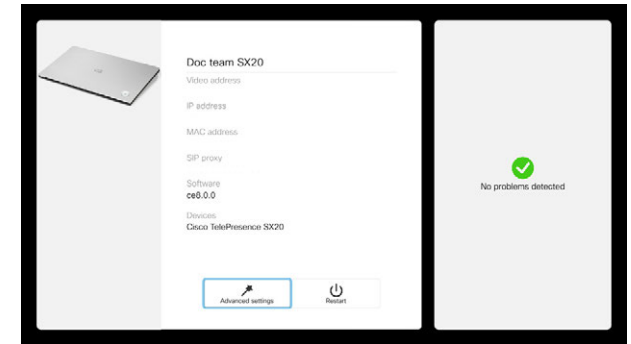 Doc team SX20
Video address
IP address
MAC address
SIP proxy
Software
ce8.0.0
Devices
Cisco TelePresence SX20
Advanced settings
Restart
No problems detected